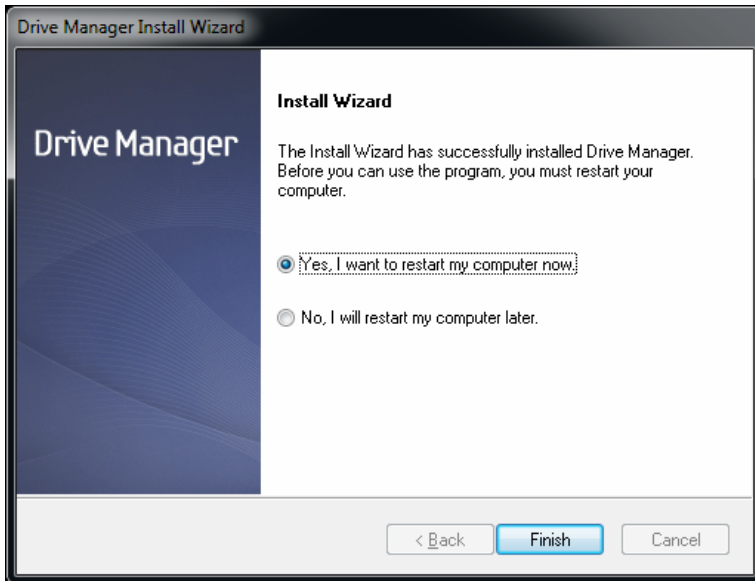 Drive Manager Install Wizard
Drive Manager
Install Wizard
The Install Wizard has successfully installed Drive Manager.
Before you can use the program, you must restart your
computer.
Yes, I want to restart my computer now.
No, I will restart my computer later.
< Back
Finish
Cancel